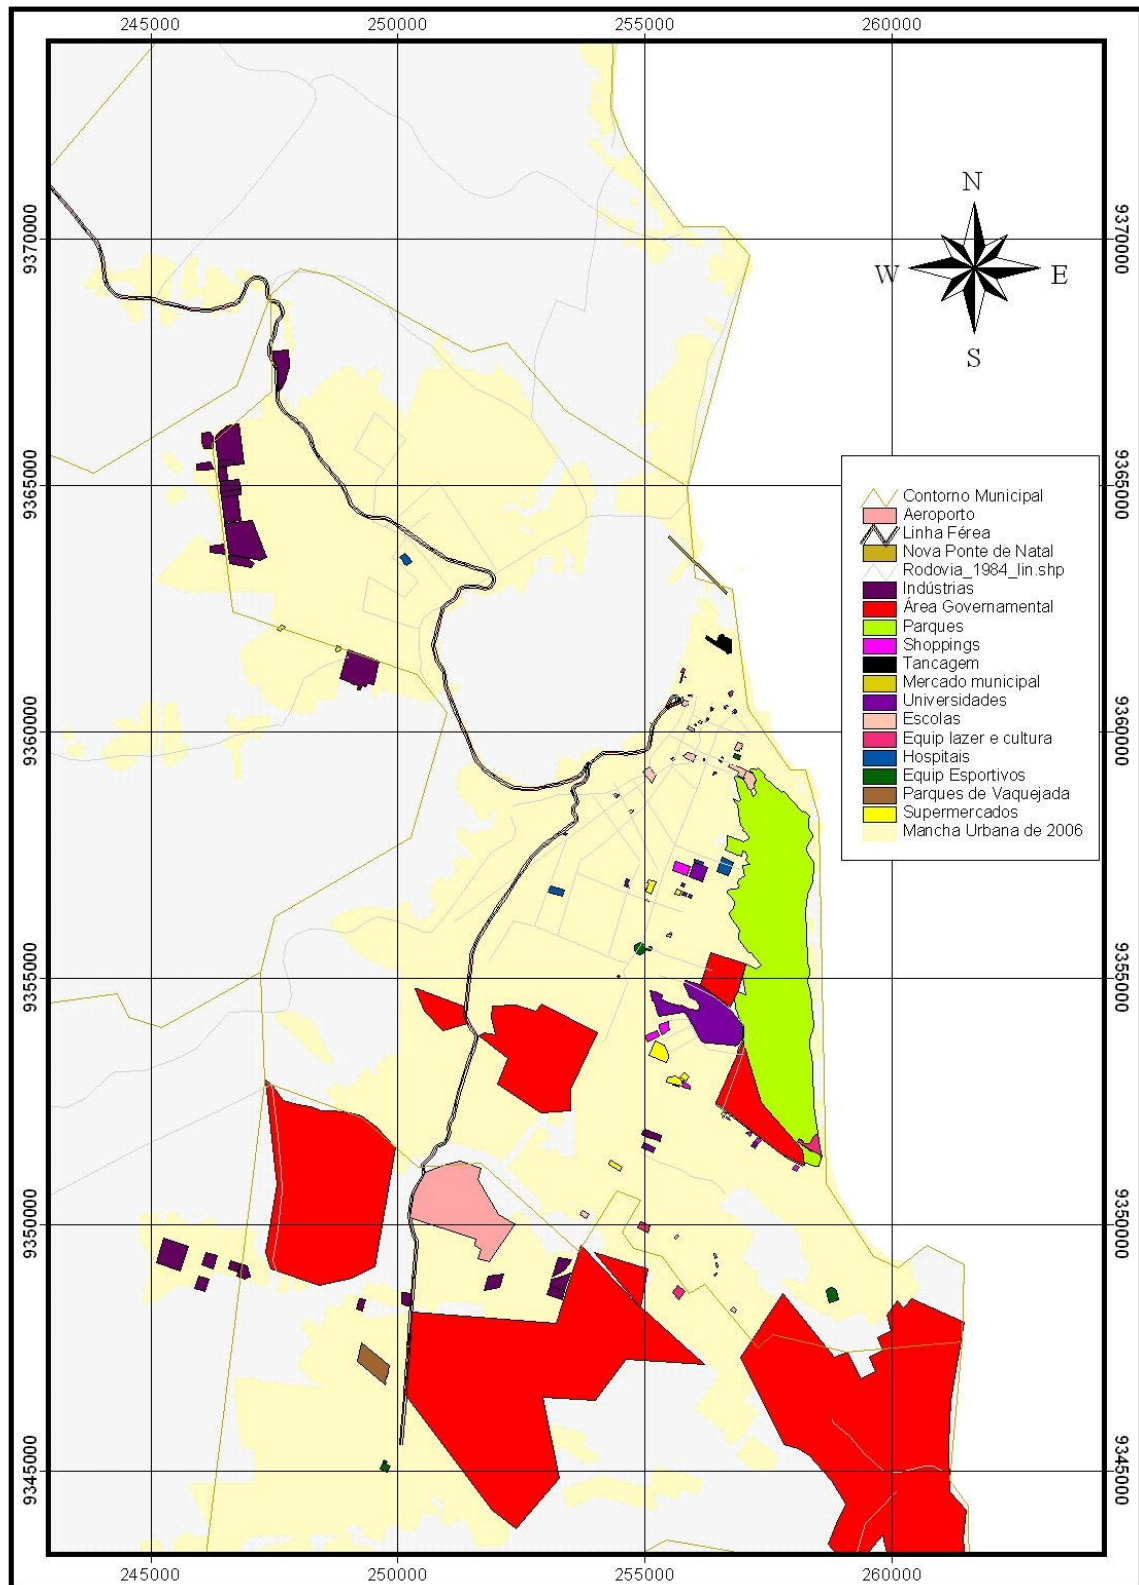 245000 250000 255000 260000
9370000 9370000
N
W E
S
9365000 9365000
Contorno Municipal
Aeroporto
Linha Férea
Nova Ponte de Natal
Rodovia_1984_lin.shp
Indústrias
Área Governamental
Parques
Shoppings
Tancagem
Mercado municipal
Universidades
Escolas
Equip lazer e cultura
Hospitais
Equip Esportivos
Parques de Vaquejada
Supermercados
Mancha Urbana de 2006
9360000 9360000
9355000 9355000
9350000 9350000
9345000 9345000
245000 250000 255000 260000